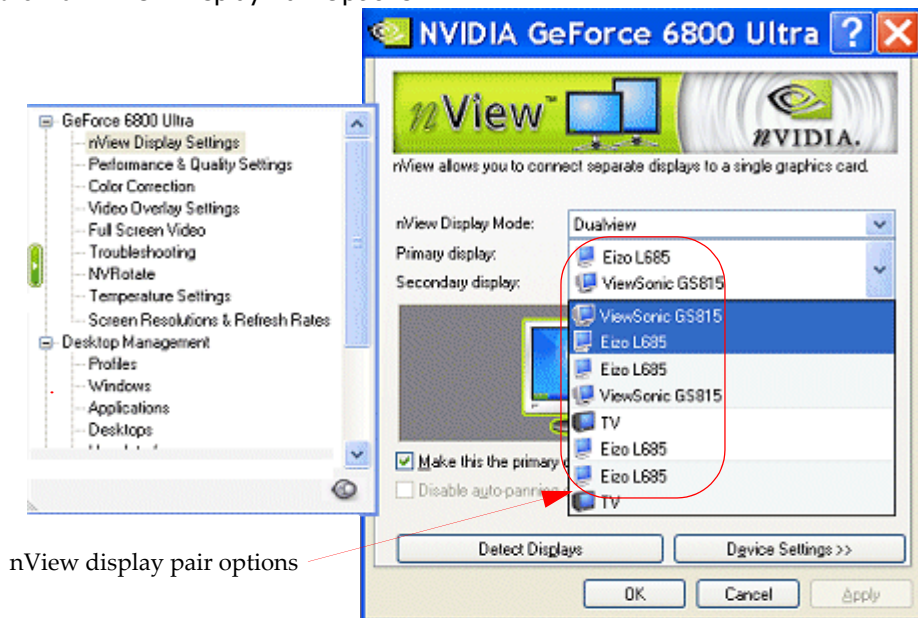 NVIDIA GeForce 6800 Ultra
nView™
NVIDIA.
nView allows you to connect separate displays to a single graphics card.
GeForce 6800 Ultra
nView Display Settings
Performance & Quality Settings
Color Correction
Video Overlay Settings
Full Screen Video
Troubleshooting
NVRotate
Temperature Settings
Screen Resolutions & Refresh Rates
Desktop Management
Profiles
Windows
Applications
Desktops
nView Display Mode:
Dualview
Primary display:
Eizo L685
Secondary display:
ViewSonic GS815
ViewSonic GS815
Eizo L685
Eizo L685
ViewSonic GS815
TV
Eizo L685
Eizo L685
TV
Make this the primary
Disable auto-panning
Detect Displays
Device Settings >>
OK
Cancel
Apply
nView display pair options